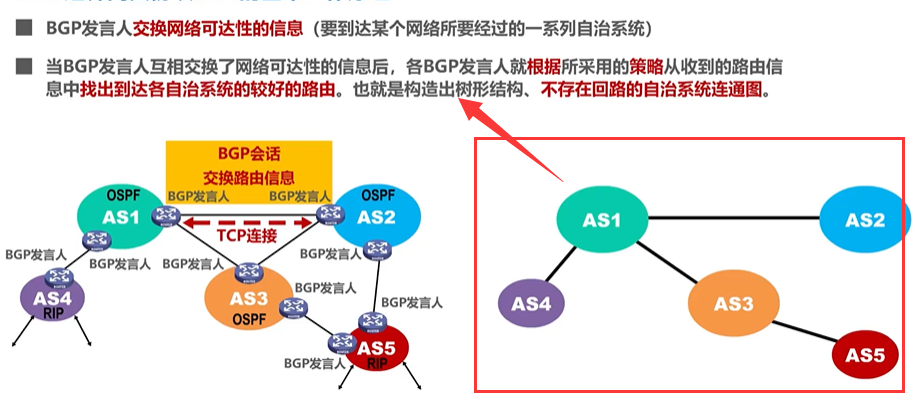 ■ BGP发言人交换网络可达性的信息（要到达某个网络所要经过的一系列自治系统）
■ 当BGP发言人互相交换了网络可达性的信息后，各BGP发言人就根据所采用的策略从收到的路由信
息中找出到达各自治系统的较好的路由。也就是构造出树形结构、不存在回路的自治系统连通图。
BGP会话
交换路由信息
OSPF
AS1
BGP发言人
BGP发言人
OSPF
AS2
TCP连接
BGP发言人
BGP发言人
BGP发言人
BGP发言人
AS4
RIP
AS3
OSPF
BGP发言人
BGP发言人
AS5
RIP
BGP发言人
AS1
AS2
AS4
AS3
AS5